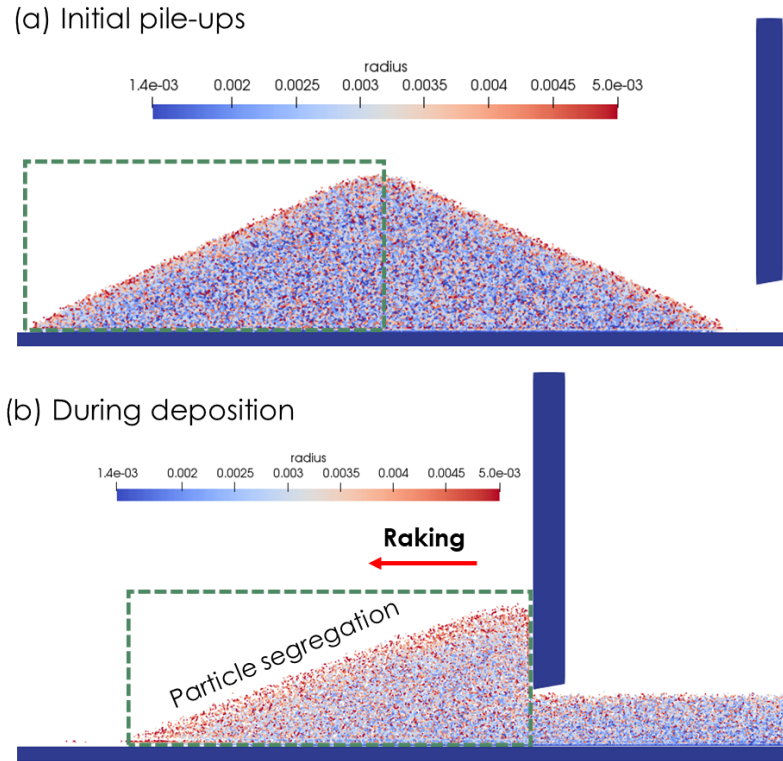 (a) Initial pile-ups
radius
1.4e-03 0.002 0.0025 0.003 0.0035 0.004 0.0045 5.0e-03
(b) During deposition
radius
1.4e-03 0.002 0.0025 0.003 0.0035 0.004 0.0045 5.0e-03
Raking
Particle segregation